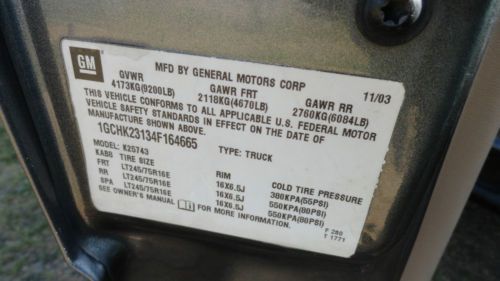 GM
MFD BY GENERAL MOTORS CORP 11/03
GVWR GAWR FRT GAWR RR
4173KG(9200LB) 2118KG(4670LB) 2760KG(6084LB)
THIS VEHICLE CONFORMS TO ALL APPLICABLE U.S. FEDERAL MOTOR
VEHICLE SAFETY STANDARDS IN EFFECT ON THE DATE OF
MANUFACTURE SHOWN ABOVE.
1GCHK23134F164665 TYPE: TRUCK
MODEL: K25743
KAB8 TIRE SIZE RIM COLD TIRE PRESSURE
FRT LT245/75R16E 16X6.5J 380KPA(55PSI)
RR LT245/75R16E 16X6.5J 550KPA(80PSI)
SPA LT245/75R16E 16X6.5J 550KPA(80PSI)
SEE OWNER'S MANUAL FOR MORE INFORMATION.
F 280
T 1771